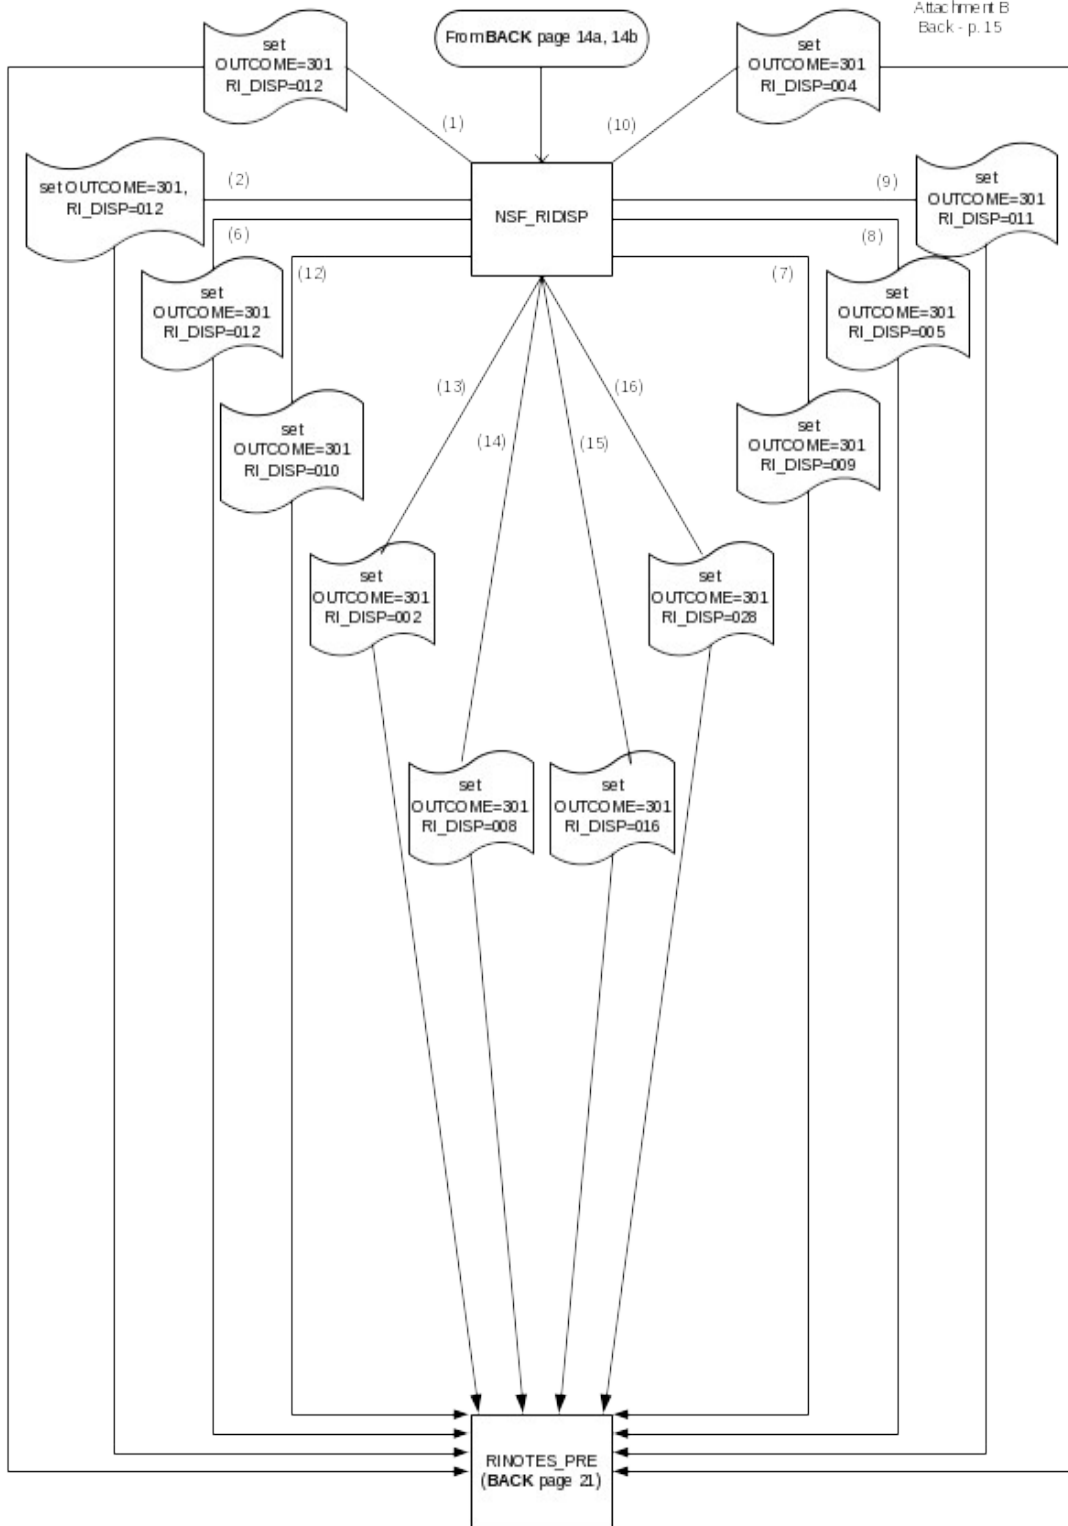 Attachment B
Back - p. 15
From BACK page 14a, 14b
set
OUTCOME=301
RI_DISP=012
set
OUTCOME=301
RI_DISP=004
(1)
(10)
set OUTCOME=301,
RI_DISP=012
(2)
NSF_RIDISP
(9)
set
OUTCOME=301
RI_DISP=011
(6)
(8)
(12)
(7)
set
OUTCOME=301
RI_DISP=012
set
OUTCOME=301
RI_DISP=005
(13)
(16)
(14)
(15)
set
OUTCOME=301
RI_DISP=010
set
OUTCOME=301
RI_DISP=009
set
OUTCOME=301
RI_DISP=002
set
OUTCOME=301
RI_DISP=028
set
OUTCOME=301
RI_DISP=008
set
OUTCOME=301
RI_DISP=016
RINOTES_PRE
(BACK page 21)